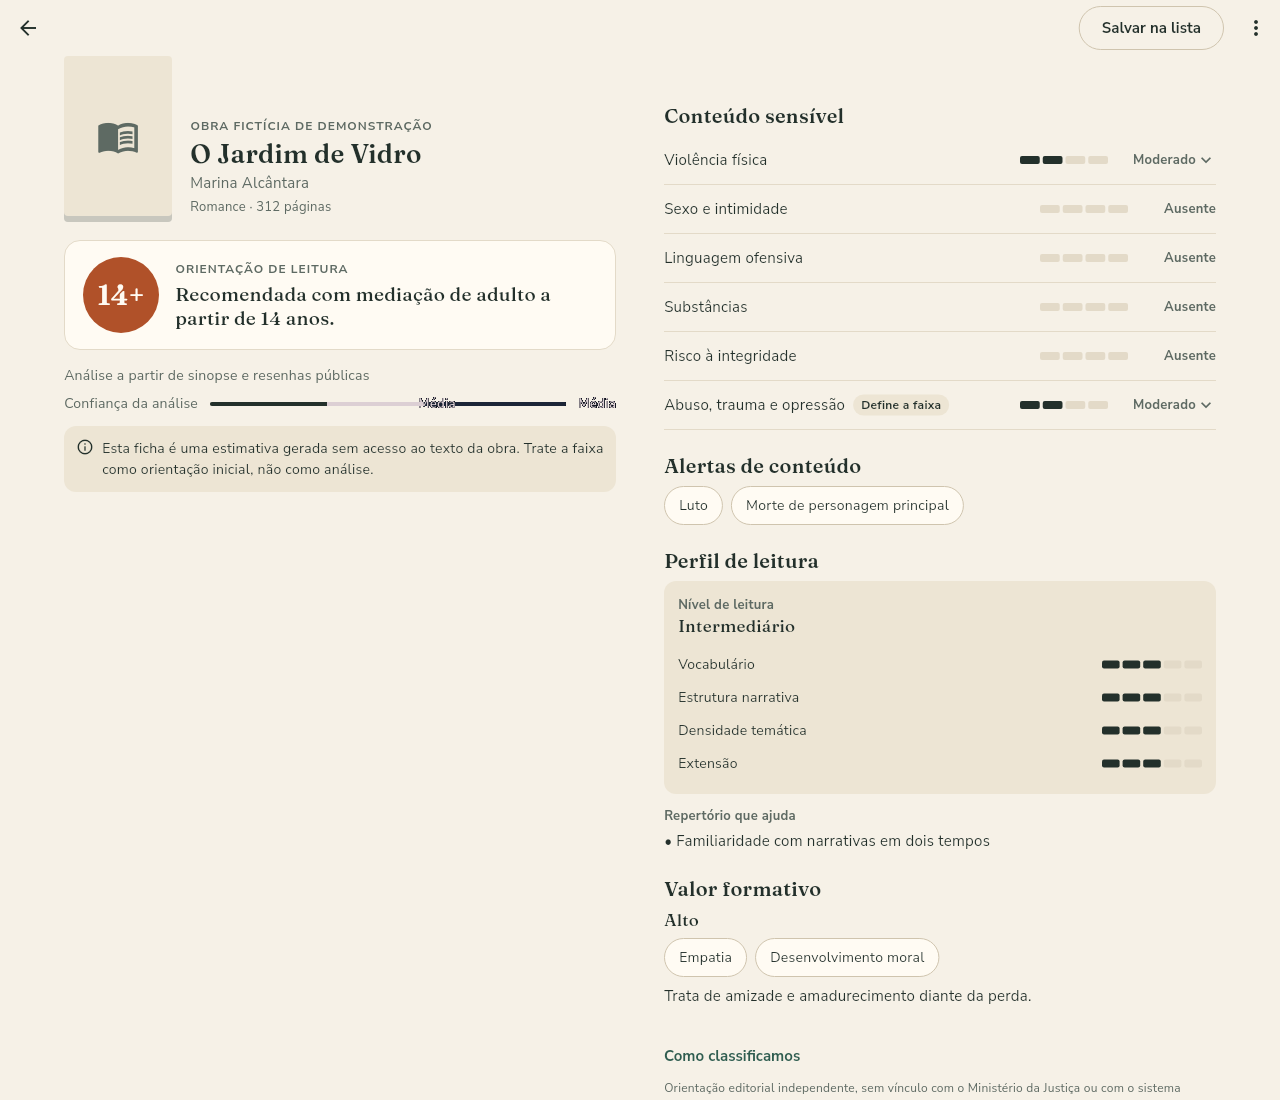 Salvar na lista
OBRA FICTÍCIA DE DEMONSTRAÇÃO
O Jardim de Vidro
Marina Alcântara
Romance · 312 páginas
14+
ORIENTAÇÃO DE LEITURA
Recomendada com mediação de adulto a
partir de 14 anos.
Análise a partir de sinopse e resenhas públicas
Confiança da análise
Média
Média
Esta ficha é uma estimativa gerada sem acesso ao texto da obra. Trate a faixa
como orientação inicial, não como análise.
Conteúdo sensível
Violência física
Moderado
Sexo e intimidade
Ausente
Linguagem ofensiva
Ausente
Substâncias
Ausente
Risco à integridade
Ausente
Abuso, trauma e opressão
Define a faixa
Moderado
Alertas de conteúdo
Luto
Morte de personagem principal
Perfil de leitura
Nível de leitura
Intermediário
Vocabulário
Estrutura narrativa
Densidade temática
Extensão
Repertório que ajuda
• Familiaridade com narrativas em dois tempos
Valor formativo
Alto
Empatia
Desenvolvimento moral
Trata de amizade e amadurecimento diante da perda.
Como classificamos
Orientação editorial independente, sem vínculo com o Ministério da Justiça ou com o sistema